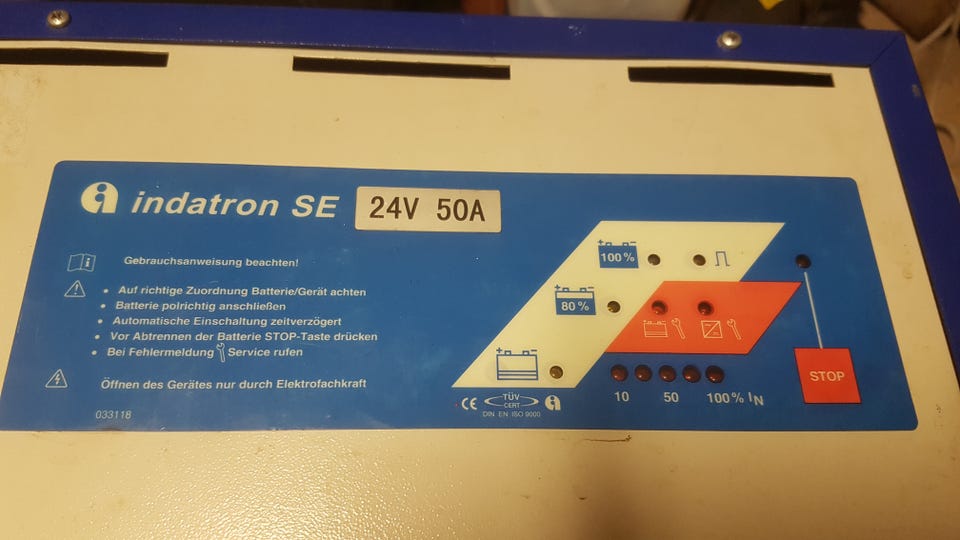 indatron SE 24V 50A
Gebrauchsanweisung beachten!
• Auf richtige Zuordnung Batterie/Gerät achten
• Batterie polrichtig anschließen
• Automatische Einschaltung zeitverzögert
• Vor Abtrennen der Batterie STOP-Taste drücken
• Bei Fehlermeldung Service rufen
Öffnen des Gerätes nur durch Elektrofachkraft
033118
100%
80%
+ −
10 50 100% IN
STOP
CE TÜV CERT
DIN EN ISO 9000